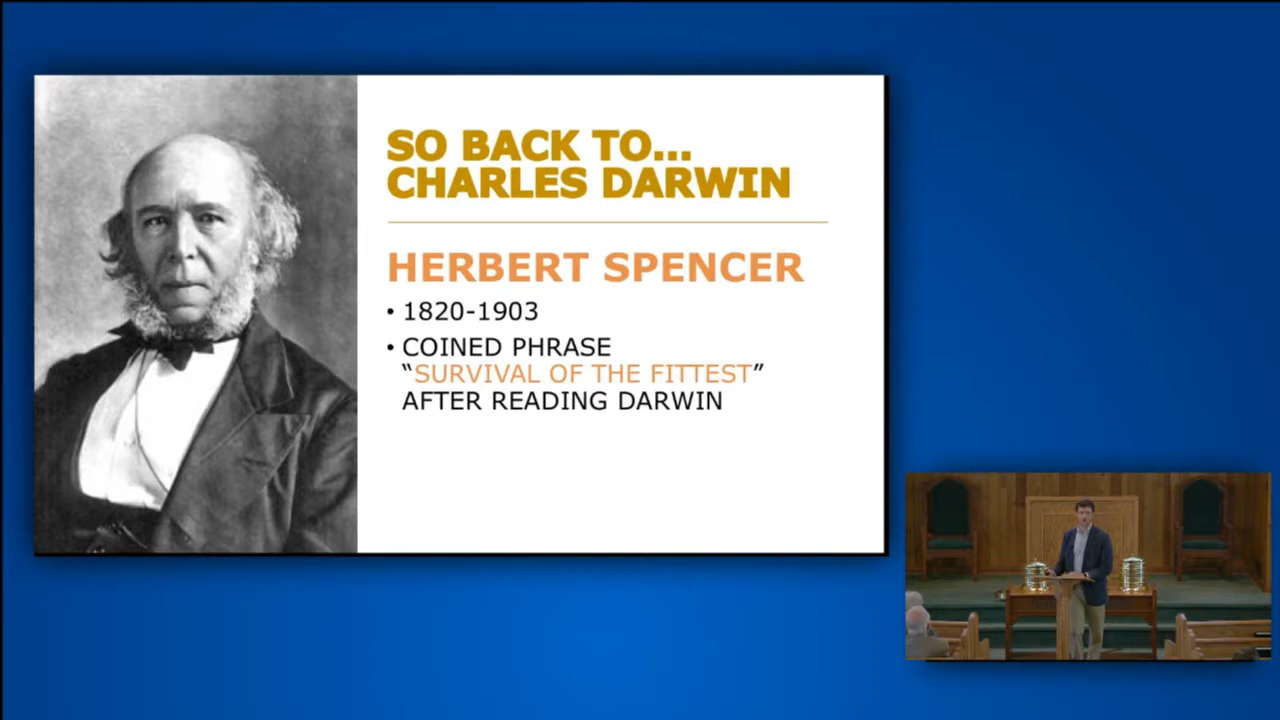 SO BACK TO...
CHARLES DARWIN
HERBERT SPENCER
• 1820-1903
• COINED PHRASE
“SURVIVAL OF THE FITTEST”
AFTER READING DARWIN